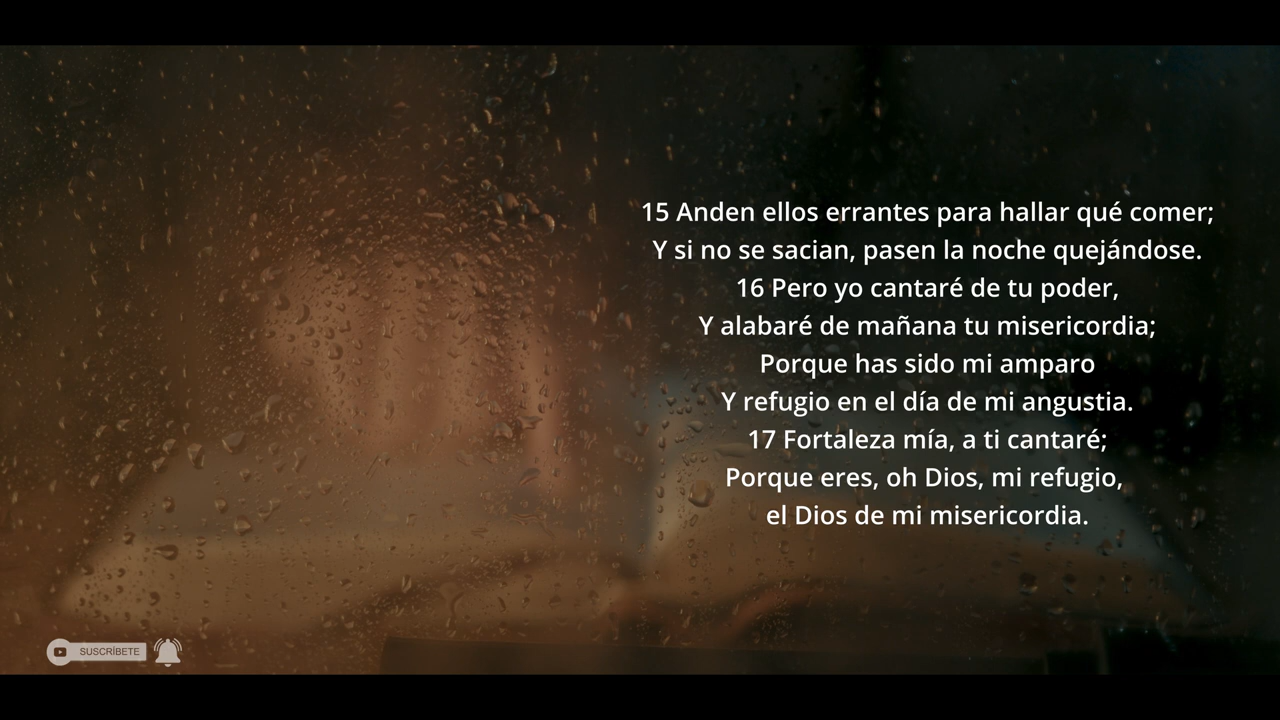 15 Anden ellos errantes para hallar qué comer;
Y si no se sacian, pasen la noche quejándose.
16 Pero yo cantaré de tu poder,
Y alabaré de mañana tu misericordia;
Porque has sido mi amparo
Y refugio en el día de mi angustia.
17 Fortaleza mía, a ti cantaré;
Porque eres, oh Dios, mi refugio,
el Dios de mi misericordia.
SUSCRÍBETE